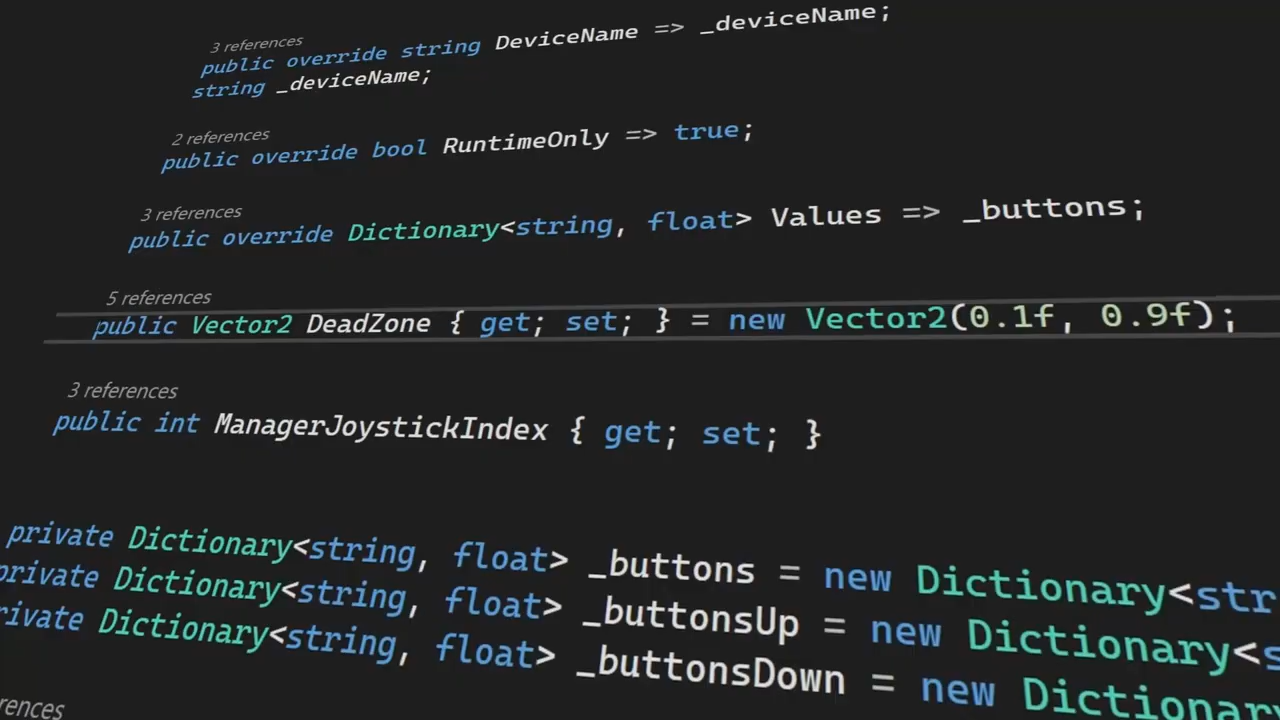 3 references
public override string DeviceName => _deviceName;
string _deviceName;
2 references
public override bool RuntimeOnly => true;
3 references
public override Dictionary<string, float> Values => _buttons;
5 references
public Vector2 DeadZone { get; set; } = new Vector2(0.1f, 0.9f);
3 references
public int ManagerJoystickIndex { get; set; }
private Dictionary<string, float> _buttons = new Dictionary<str
private Dictionary<string, float> _buttonsUp = new Dictionary<s
rivate Dictionary<string, float> _buttonsDown = new Dictionary
rences